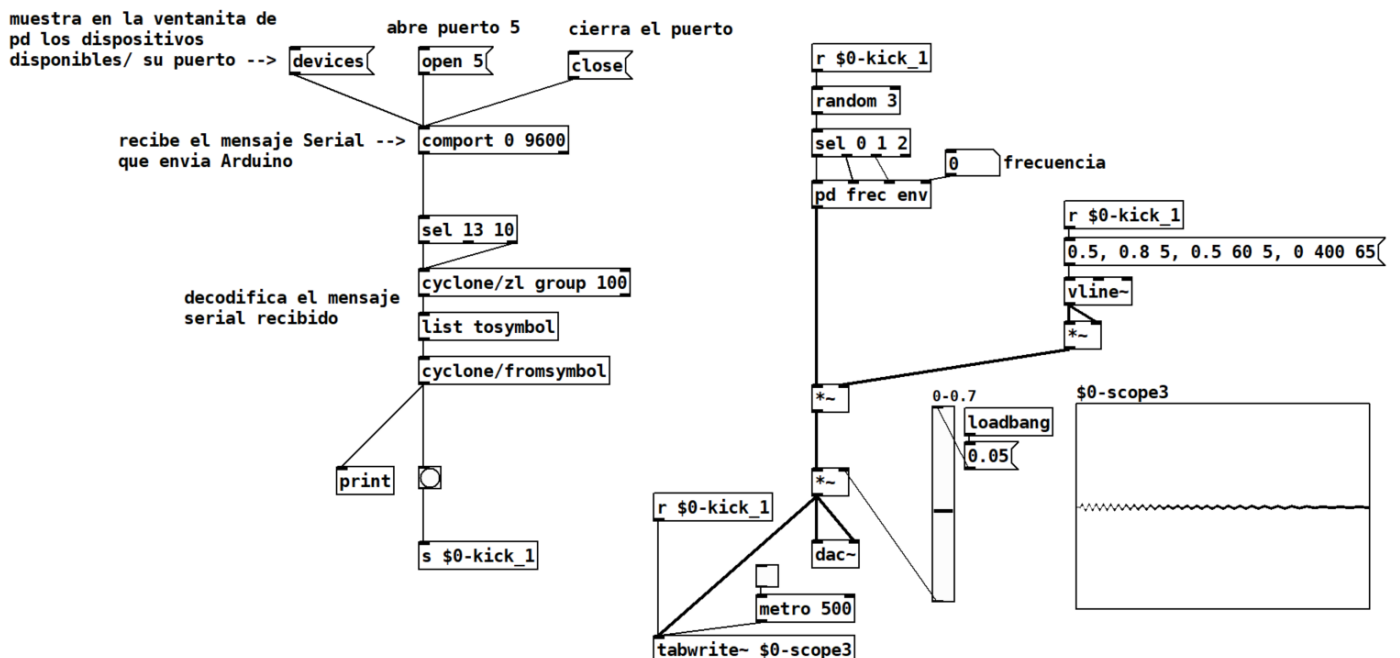 muestra en la ventanita de
pd los dispositivos
disponibles/ su puerto -->
abre puerto 5
cierra el puerto
devices
open 5
close
recibe el mensaje Serial -->
que envia Arduino
comport 0 9600
sel 13 10
cyclone/zl group 100
decodifica el mensaje
serial recibido
list tosymbol
cyclone/fromsymbol
print
s $0-kick_1
r $0-kick_1
random 3
sel 0 1 2
0
frecuencia
pd frec env
r $0-kick_1
0.5, 0.8 5, 0.5 60 5, 0 400 65
vline~
*~
*~
0-0.7
loadbang
0.05
*~
dac~
r $0-kick_1
metro 500
tabwrite~ $0-scope3
$0-scope3